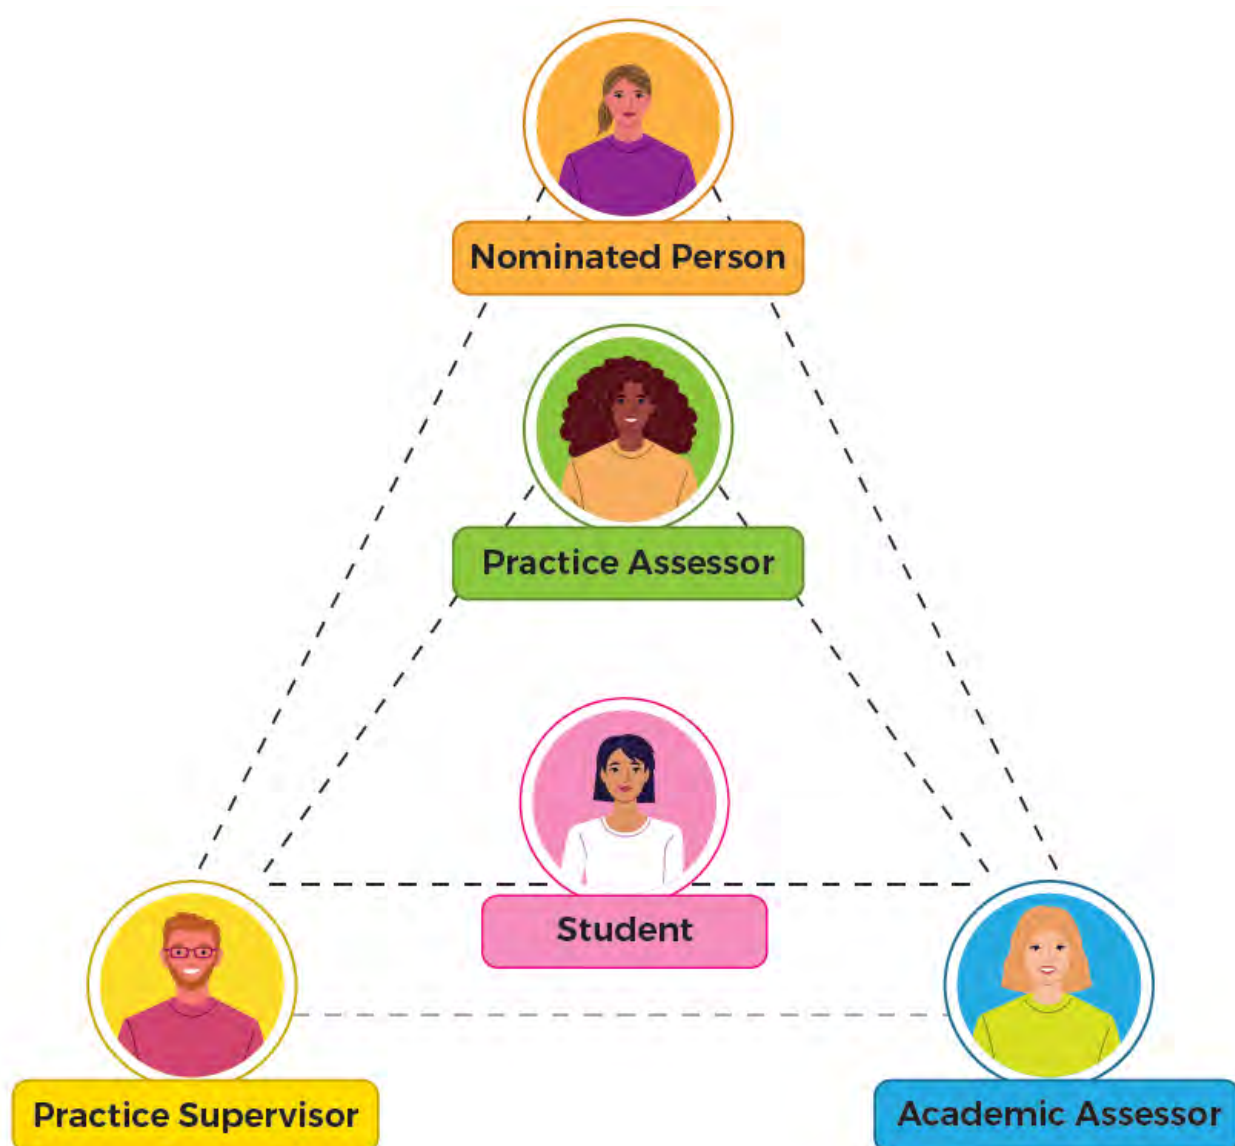 Nominated Person
Practice Assessor
Student
Practice Supervisor
Academic Assessor